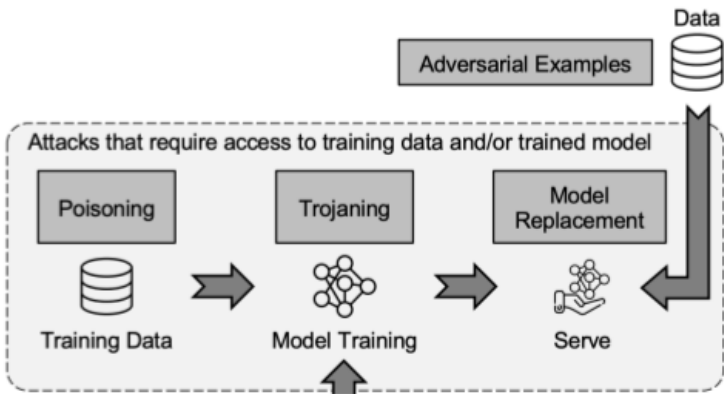 Data
Adversarial Examples
Attacks that require access to training data and/or trained model
Poisoning
Trojaning
Model
Replacement
Training Data
Model Training
Serve